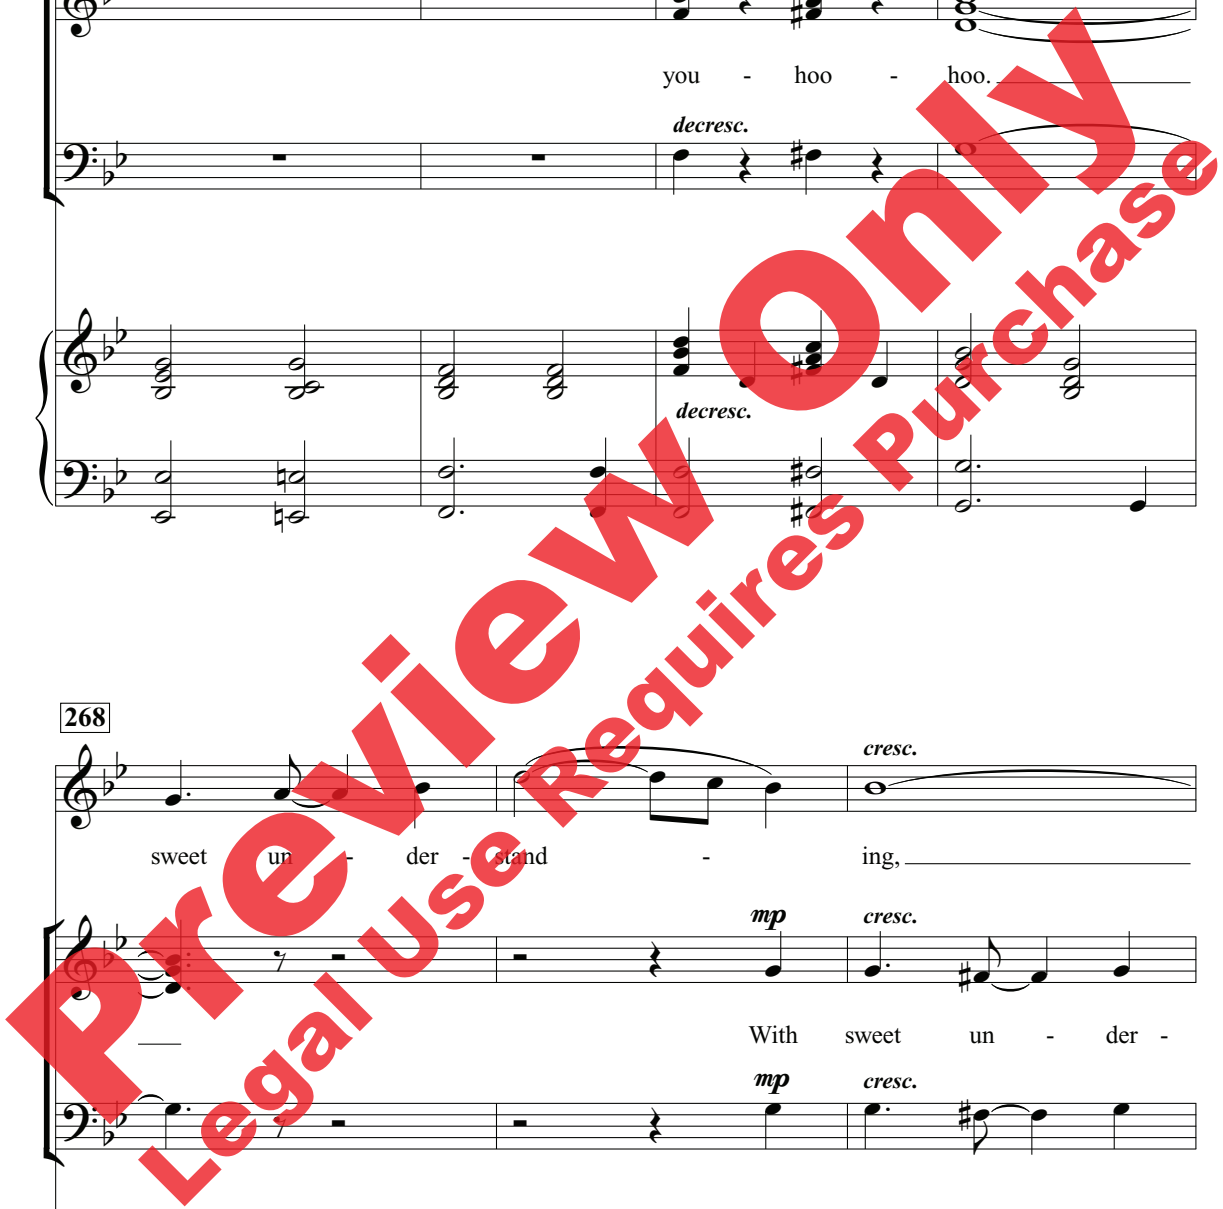 you - hoo - hoo.
decresc.
decresc.
268
cresc.
sweet un - der - stand - ing,
mp cresc.
With sweet un - der -
mp cresc.
Preview Only
Legal Use Requires Purchase